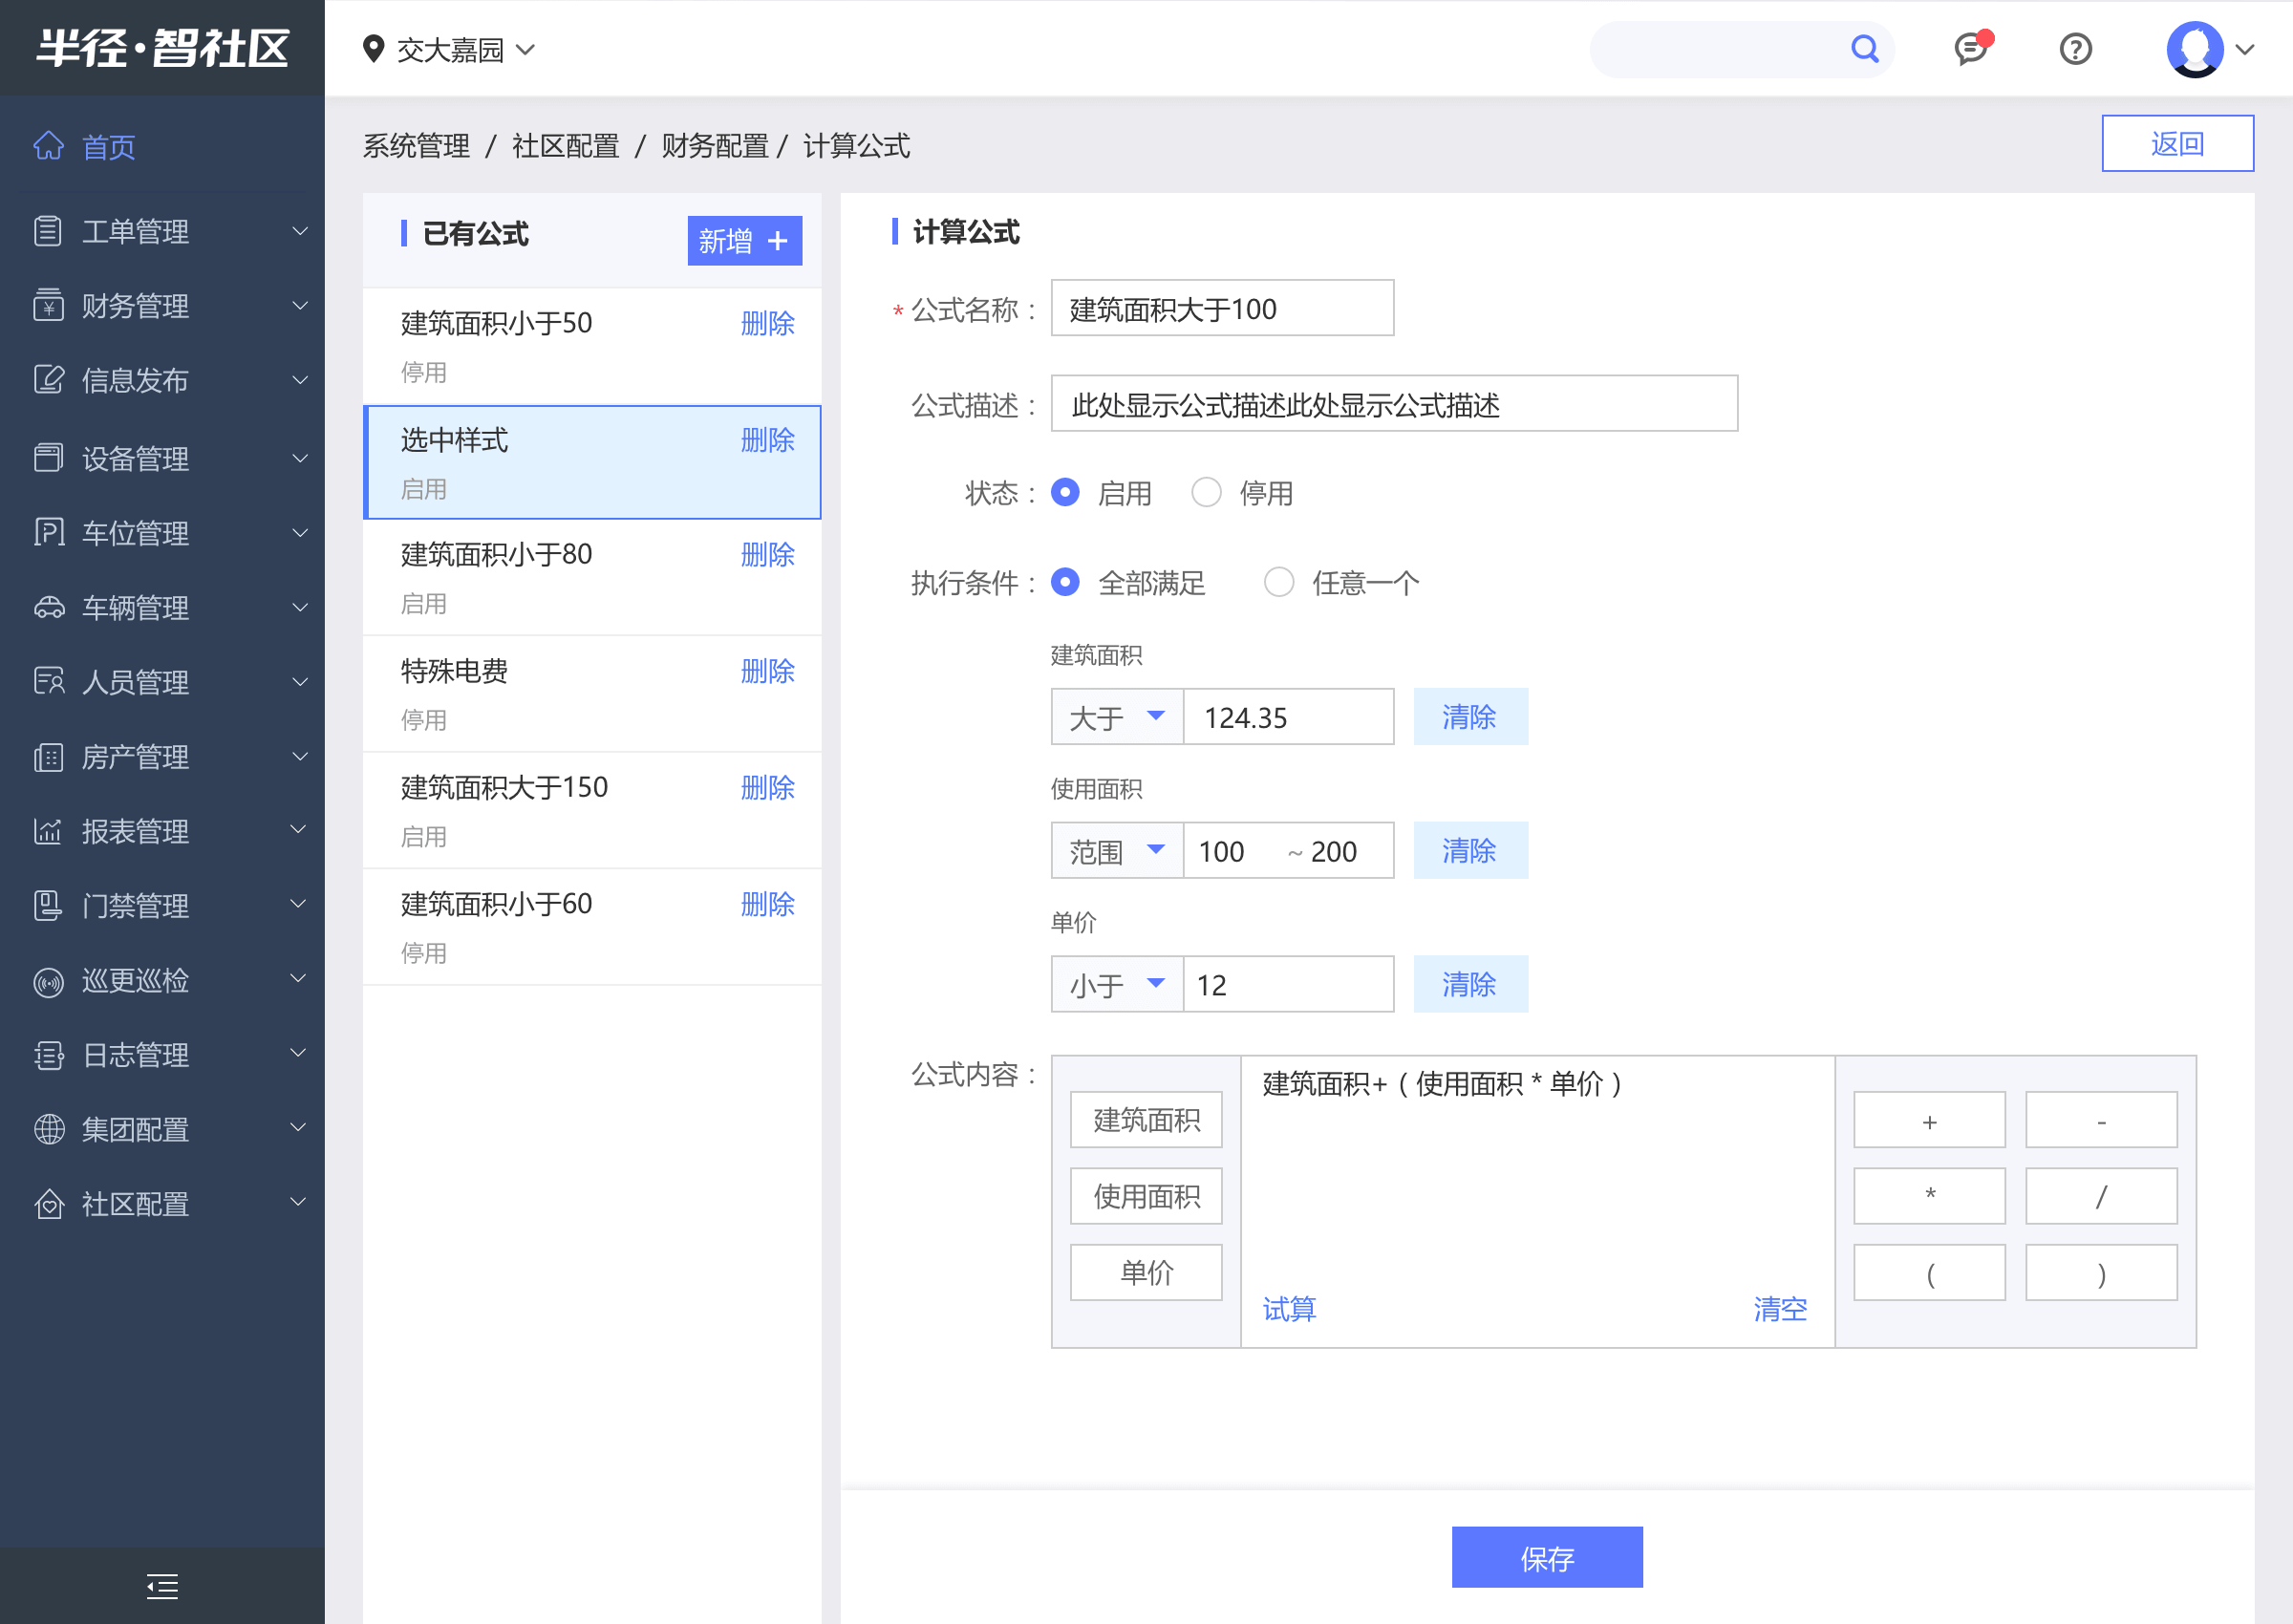 半径·智社区
交大嘉园
首页
工单管理
财务管理
信息发布
设备管理
车位管理
车辆管理
人员管理
房产管理
报表管理
门禁管理
巡更巡检
日志管理
集团配置
社区配置
系统管理 / 社区配置 / 财务配置 / 计算公式
返回
已有公式
新增 +
建筑面积小于50 删除
停用
选中样式 删除
启用
建筑面积小于80 删除
启用
特殊电费 删除
停用
建筑面积大于150 删除
启用
建筑面积小于60 删除
停用
计算公式
* 公式名称： 建筑面积大于100
公式描述： 此处显示公式描述此处显示公式描述
状态： 启用 停用
执行条件： 全部满足 任意一个
建筑面积
大于 124.35 清除
使用面积
范围 100 ~ 200 清除
单价
小于 12 清除
公式内容：
建筑面积
使用面积
单价
建筑面积+（使用面积 * 单价）
试算 清空
+ -
* /
( )
保存